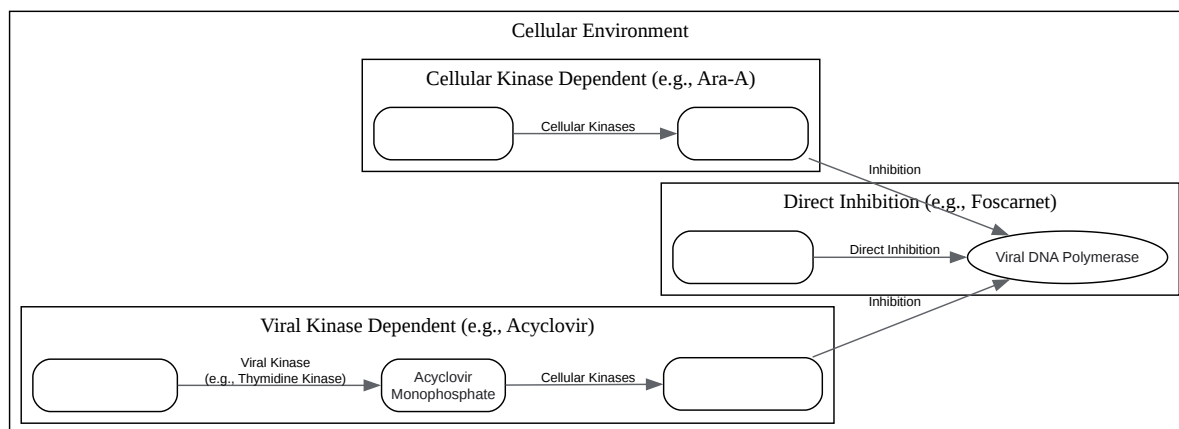 Cellular Environment
Cellular Kinase Dependent (e.g., Ara-A)
Cellular Kinases
Inhibition
Direct Inhibition (e.g., Foscarnet)
Direct Inhibition
Viral DNA Polymerase
Inhibition
Viral Kinase Dependent (e.g., Acyclovir)
Viral Kinase
(e.g., Thymidine Kinase)
Acyclovir
Monophosphate
Cellular Kinases